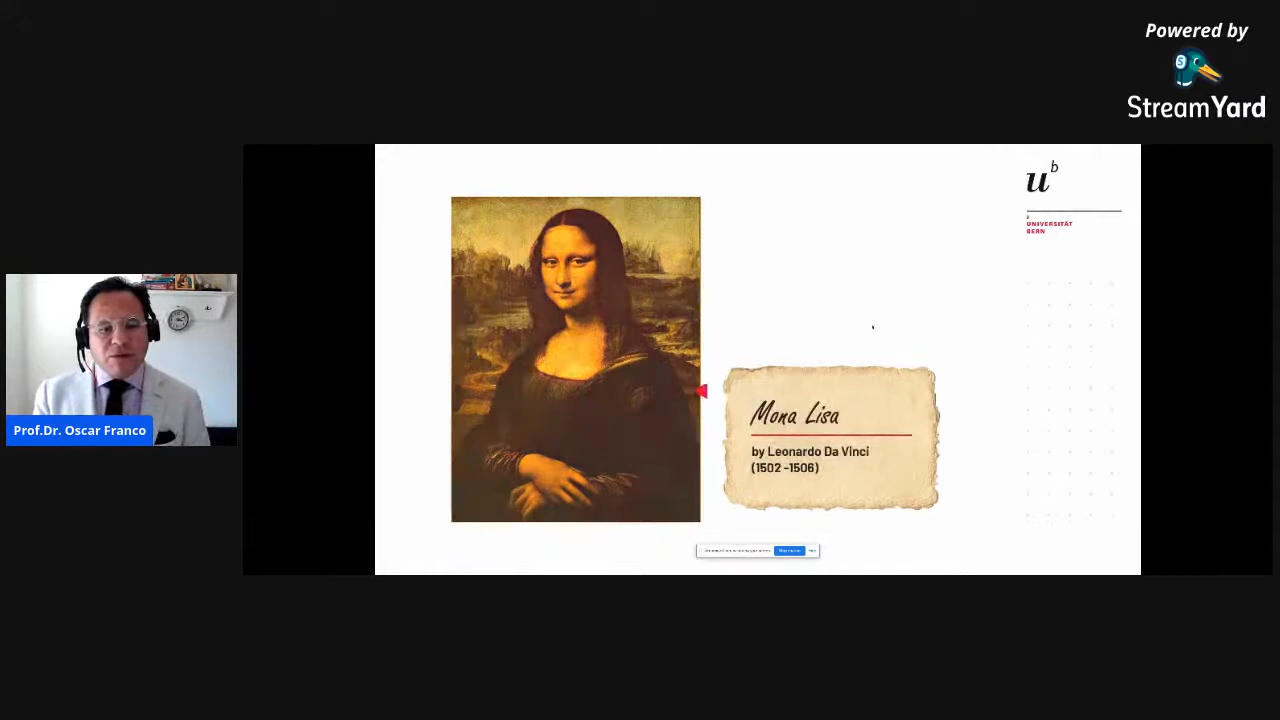 Powered by
StreamYard
u
b
UNIVERSITÄT
BERN
Mona Lisa
by Leonardo Da Vinci
(1502 -1506)
Prof.Dr. Oscar Franco